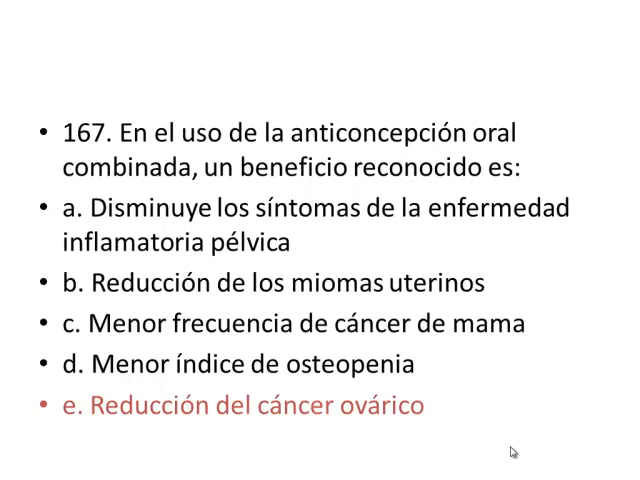 • 167. En el uso de la anticoncepción oral
combinada, un beneficio reconocido es:
• a. Disminuye los síntomas de la enfermedad
inflamatoria pélvica
• b. Reducción de los miomas uterinos
• c. Menor frecuencia de cáncer de mama
• d. Menor índice de osteopenia
• e. Reducción del cáncer ovárico